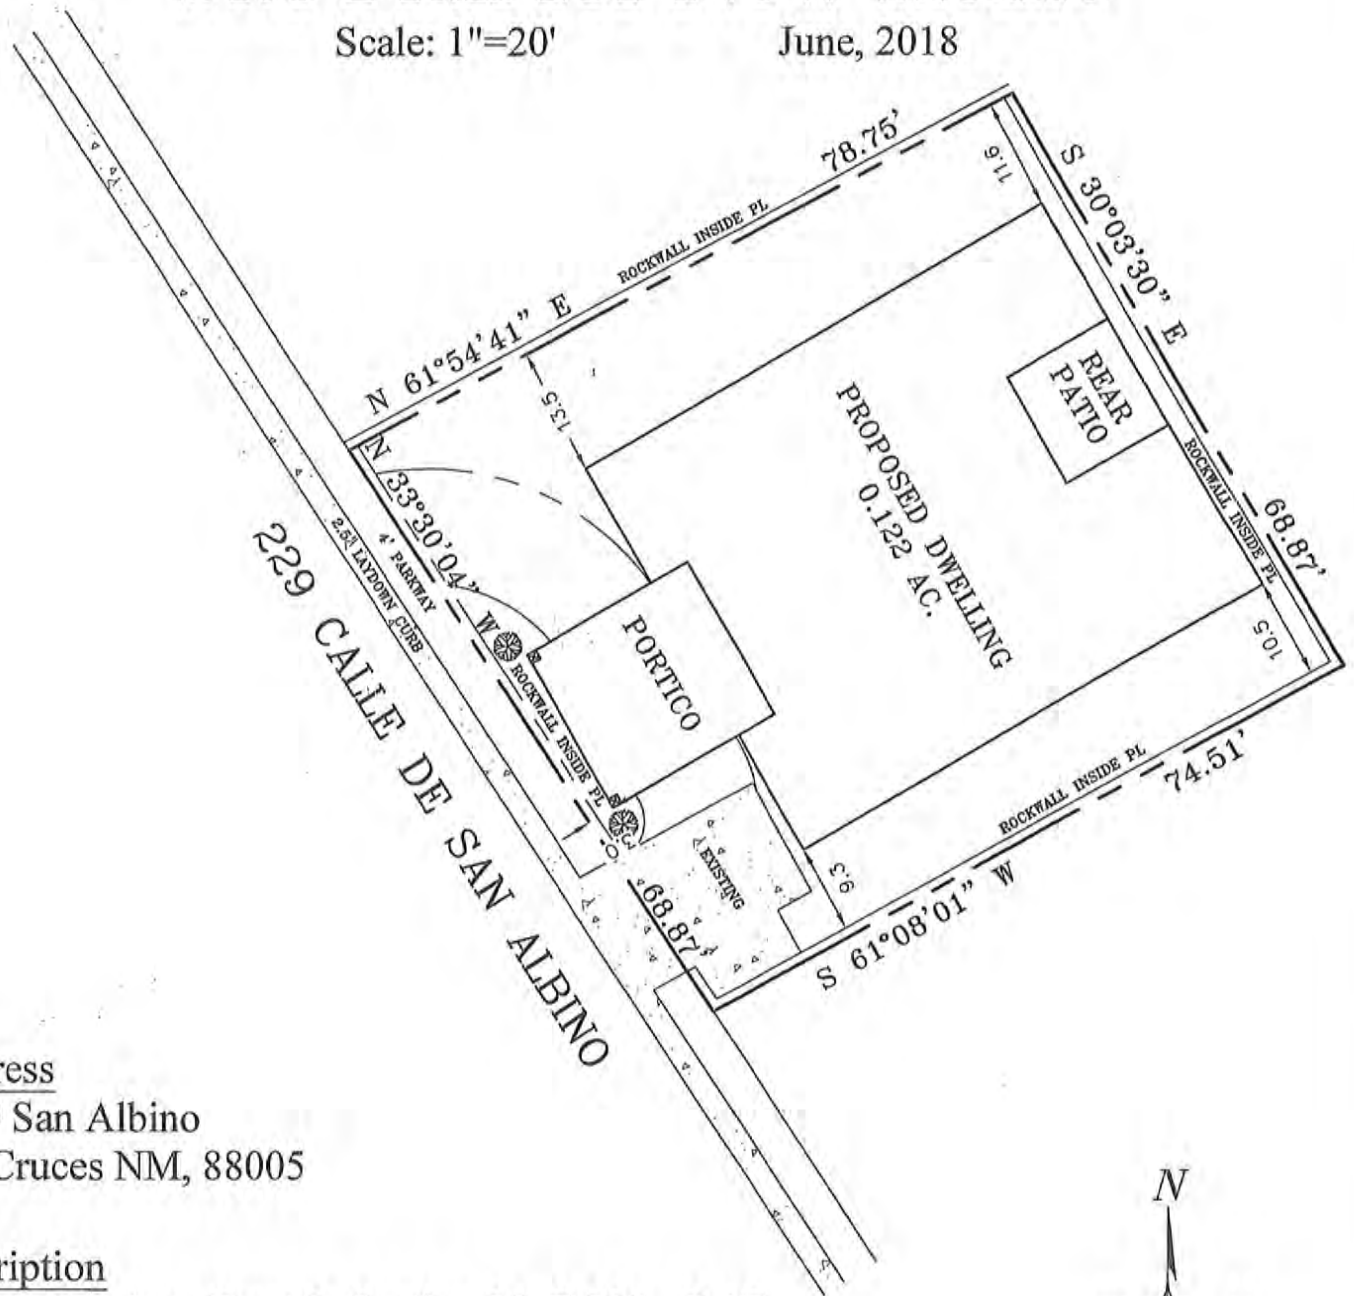 Scale: 1"=20'
June, 2018
78.75'
11.6
S 30°03'30" E
ROCKWALL INSIDE PL
N 61°54'41" E
13.5
REAR
PATIO
PROPOSED DWELLING
0.122 AC.
ROCKWALL INSIDE PL
68.87'
N 33°30'04" W
4' PARKWAY
2.5' LAYDOWN CURB
PORTICO
10.5
ROCKWALL INSIDE PL
ROCKWALL INSIDE PL
74.51'
229 CALLE DE SAN ALBINO
EXISTING
9.3
68.87'
S 61°08'01" W
ress
San Albino
Cruces NM, 88005
N
ription